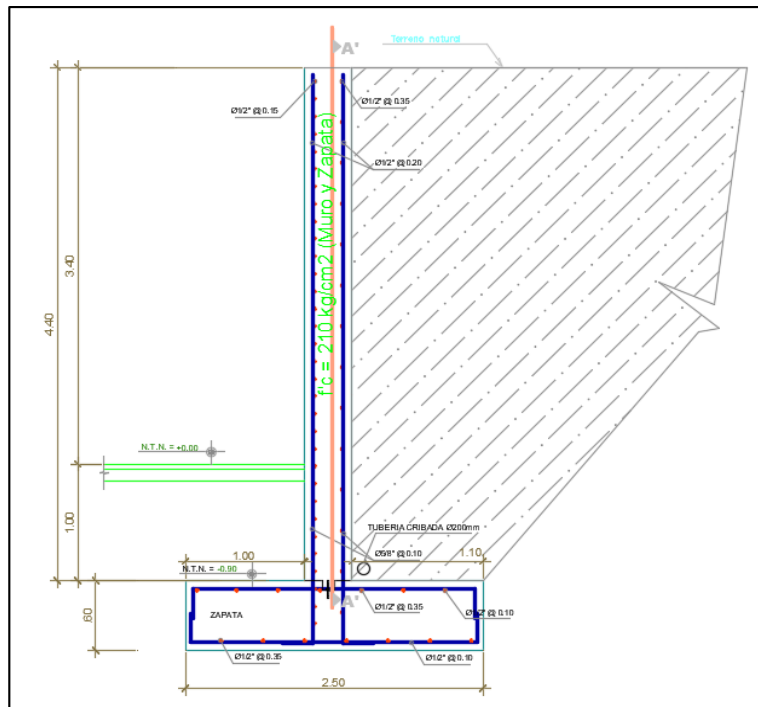 Terreno natural
A'
Ø1/2" @ 0.15
Ø1/2" @ 0.35
Ø1/2" @ 0.20
f'c = 210 kg/cm2 (Muro y Zapata)
3.40
4.40
N.T.N. = +0.00
1.00
TUBERIA CRIBADA Ø200mm
1.00
Ø5/8" @ 0.10
1.10
N.T.N. = -0.90
A'
Ø1/2" @ 0.35
Ø1/2" @ 0.10
.60
ZAPATA
Ø1/2" @ 0.35
Ø1/2" @ 0.10
2.50